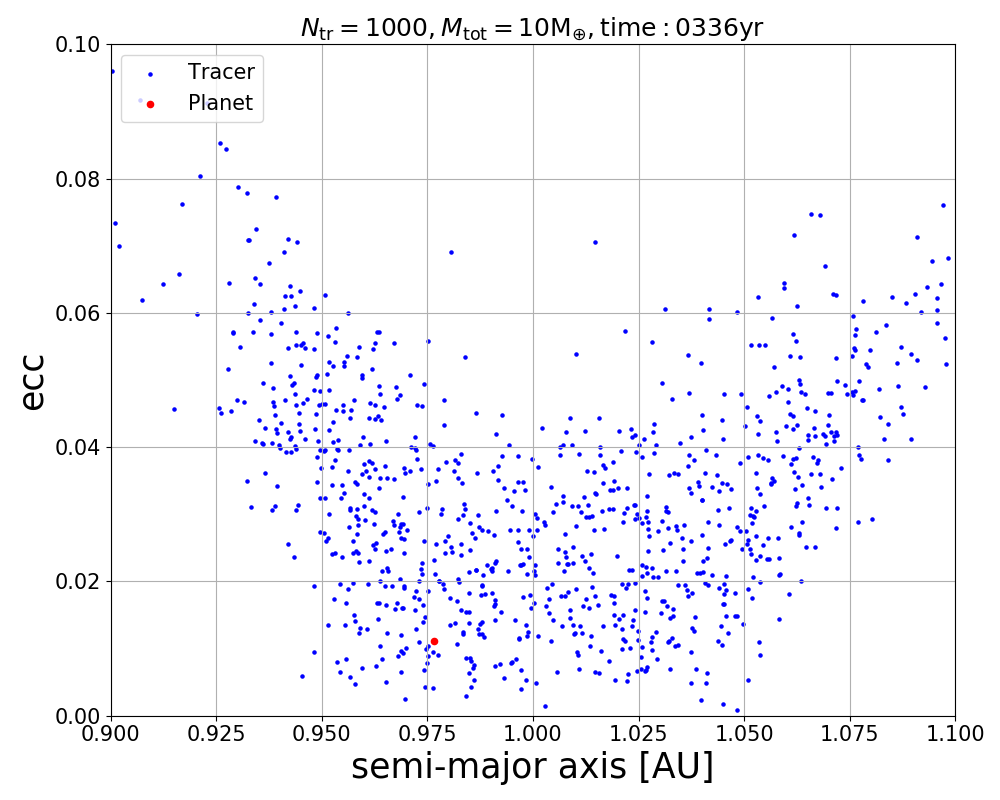 N_tr = 1000, M_tot = 10M_⊕, time : 0336yr
Tracer
Planet
ecc
0.10
0.08
0.06
0.04
0.02
0.00
0.900 0.925 0.950 0.975 1.000 1.025 1.050 1.075 1.100
semi-major axis [AU]